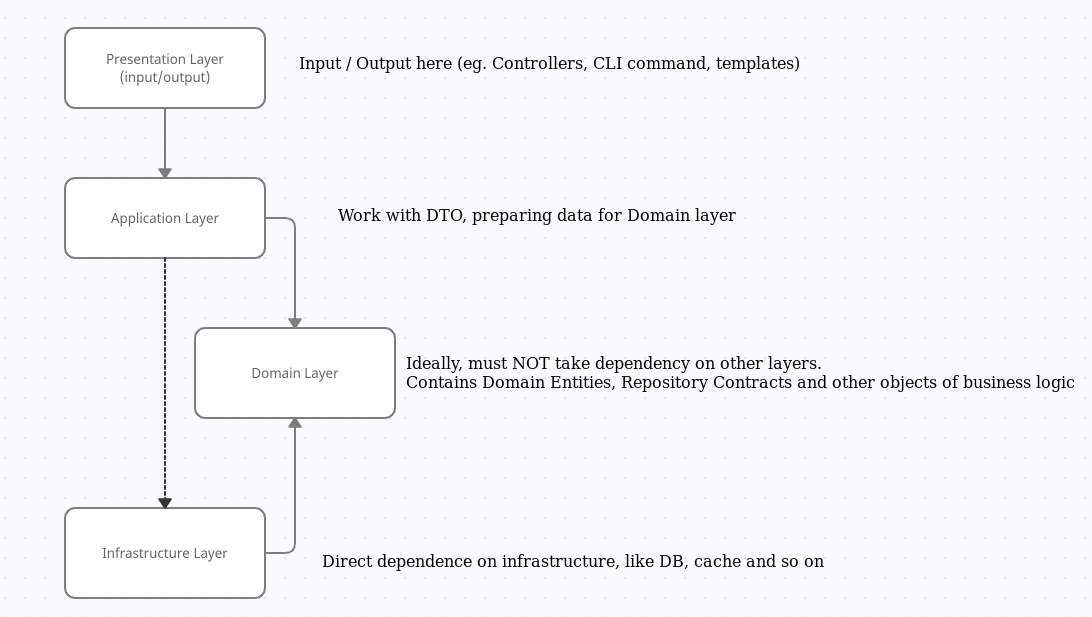 Presentation Layer
(input/output)
Input / Output here (eg. Controllers, CLI command, templates)
Application Layer
Work with DTO, preparing data for Domain layer
Domain Layer
Ideally, must NOT take dependency on other layers.
Contains Domain Entities, Repository Contracts and other objects of business logic
Infrastructure Layer
Direct dependence on infrastructure, like DB, cache and so on